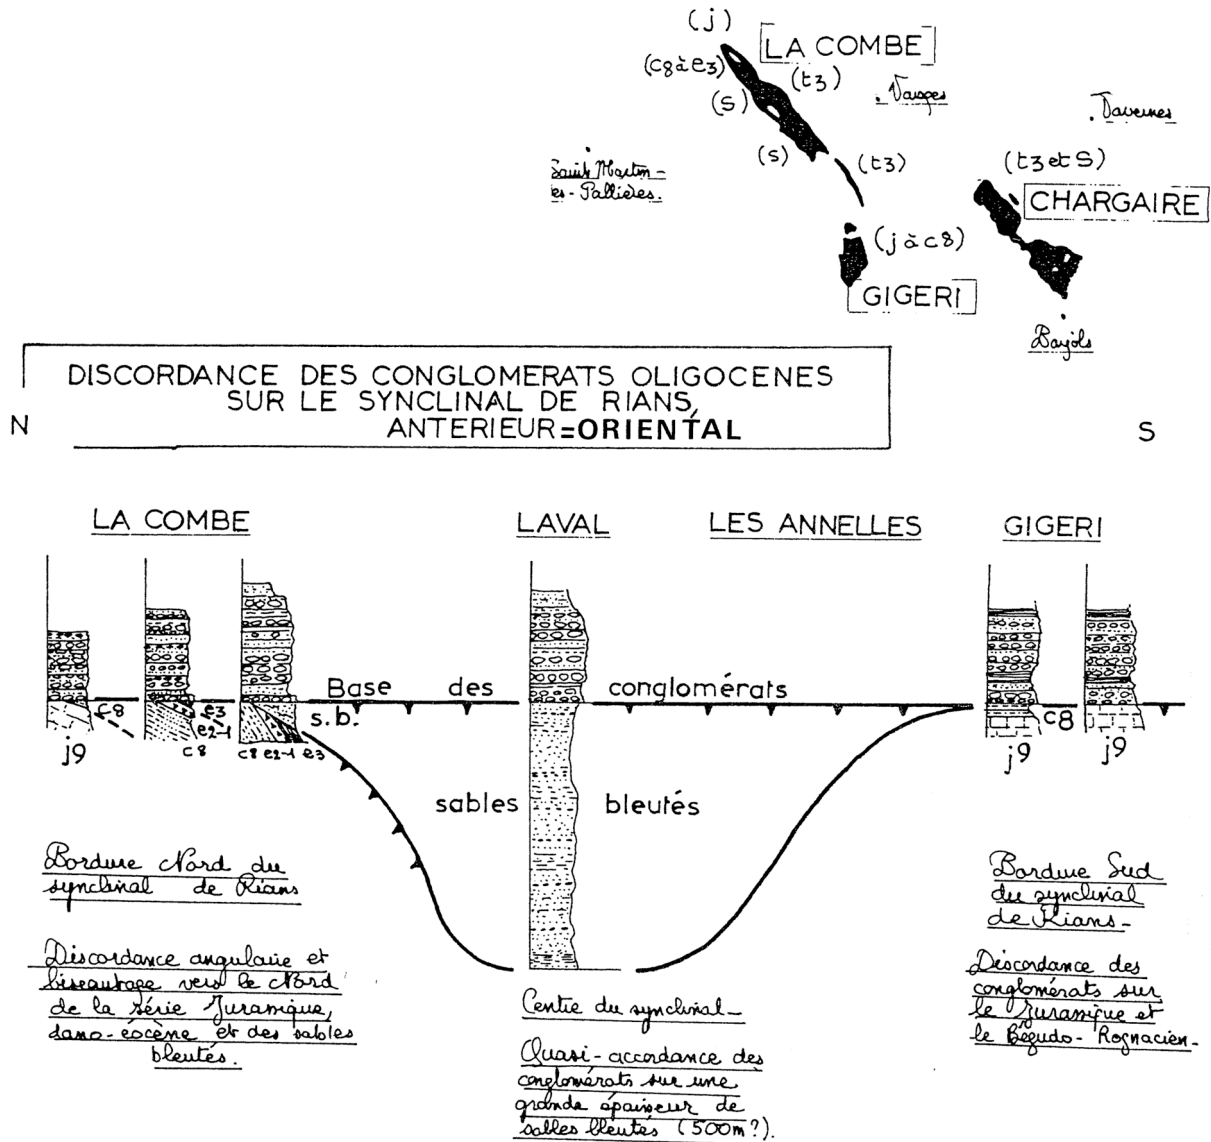 (j)
[LA COMBE]
(c8 à e3)
(t3)
(s)
. Varages
. Tavernes
(s)
(t3)
Saint Martin-
es-Pallières.
(t3 et S)
[CHARGAIRE]
(j à c8)
[GIGERI]
Barjols
DISCORDANCE DES CONGLOMERATS OLIGOCENES
SUR LE SYNCLINAL DE RIANS,
ANTERIEUR=ORIENTAL
N
S
LA COMBE
LAVAL
LES ANNELLES
GIGERI
Base des conglomérats
s.b.
c8
e3
e2-1
c8
c8 e2-1 e3
j9
c8
j9
j9
sables bleutés
Bordure Nord du
synclinal de Rians
Discordance angulaire et
biseautage vers le Nord
de la série Jurassique,
dano-éocène et des sables
bleutés.
Centre du synclinal-
Quasi-accordance des
conglomérats sur une
grande épaisseur de
sables bleutés (500m?).
Bordure Sud
du synclinal
de Rians-
Discordance des
conglomérats sur
le Jurassique et
le Bégudo-Rognacien-